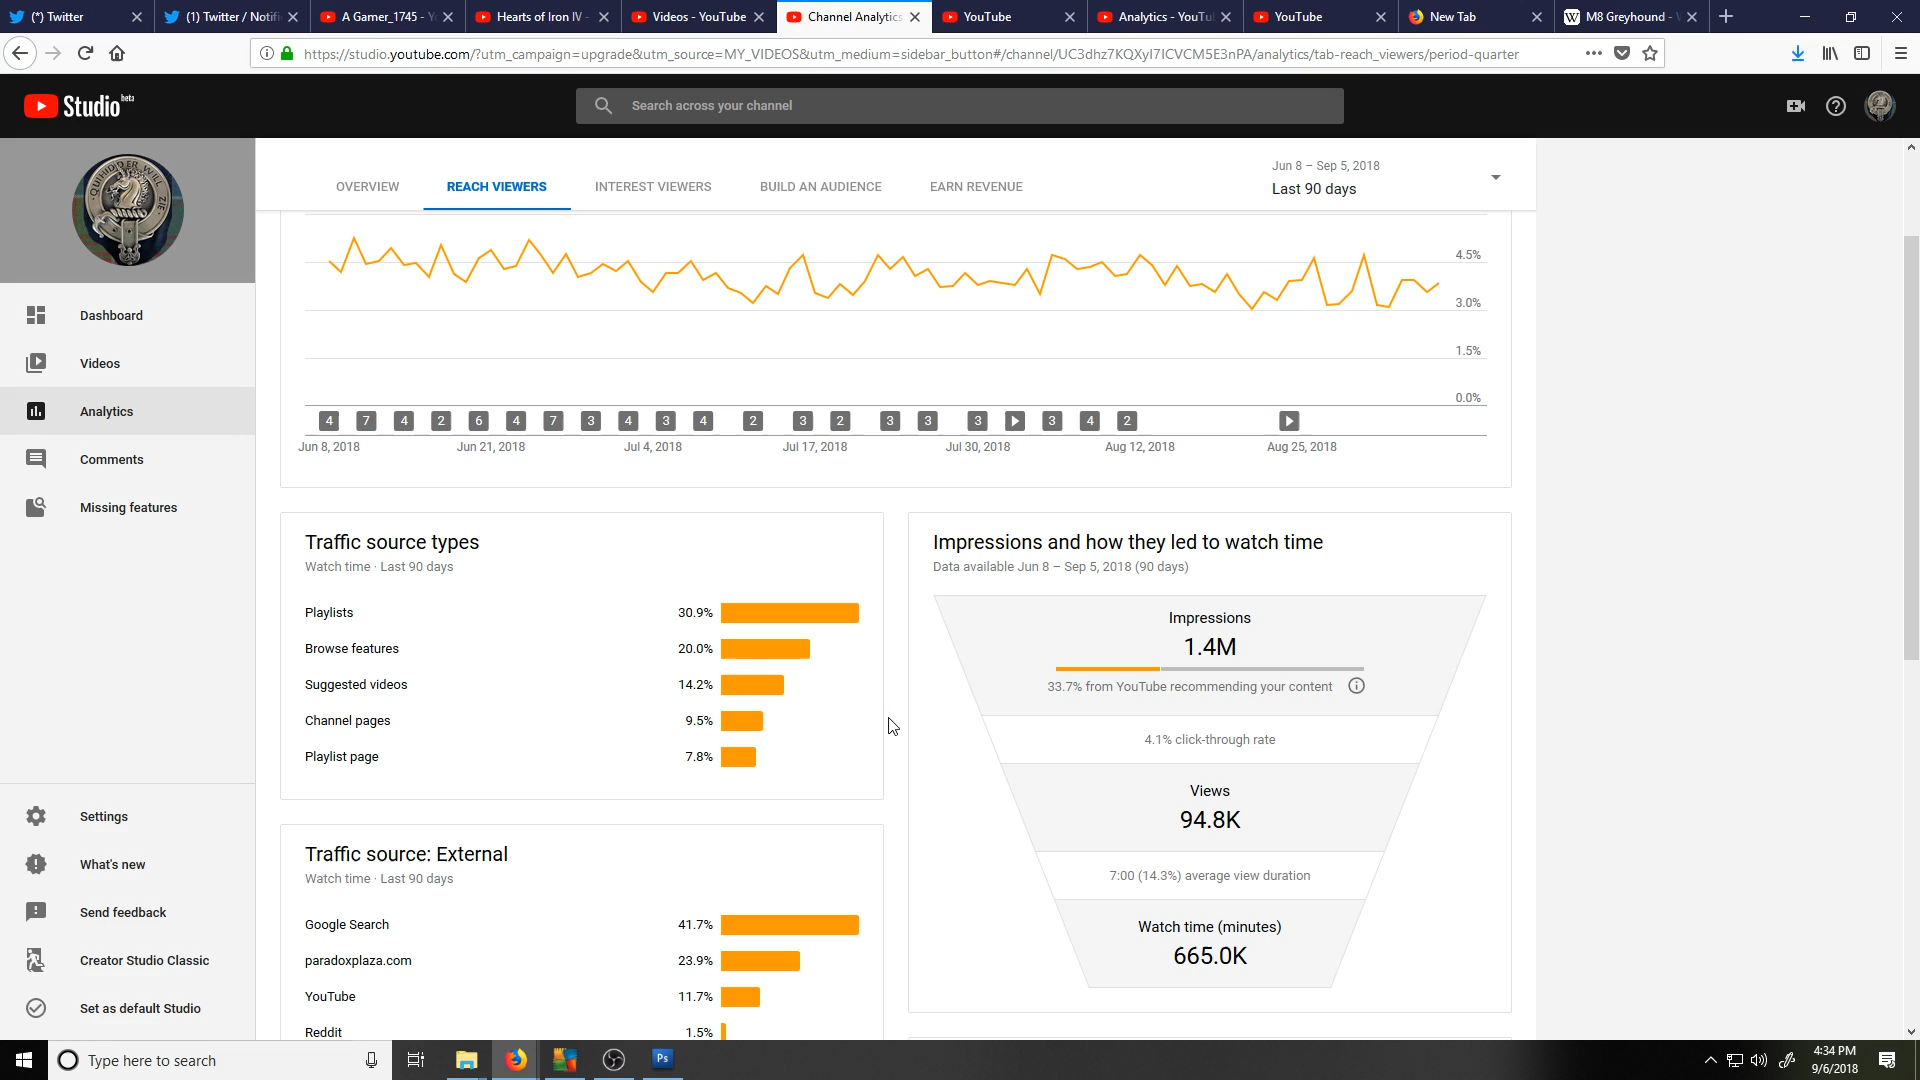 (*) Twitter
(1) Twitter / Notifi
A Gamer_1745 - Yo
Hearts of Iron IV -
Videos - YouTube
Channel Analytics
YouTube
Analytics - YouTu
YouTube
New Tab
M8 Greyhound - W
https://studio.youtube.com/?utm_campaign=upgrade&utm_source=MY_VIDEOS&utm_medium=sidebar_button#/channel/UC3dhz7KQXyI7ICVCM5E3nPA/analytics/tab-reach_viewers/period-quarter
Studio beta
Search across your channel
OVERVIEW
REACH VIEWERS
INTEREST VIEWERS
BUILD AN AUDIENCE
EARN REVENUE
Jun 8 – Sep 5, 2018
Last 90 days
Dashboard
Videos
Analytics
Comments
Missing features
Settings
What's new
Send feedback
Creator Studio Classic
Set as default Studio
4.5%
3.0%
1.5%
0.0%
4 7 4 2 6 4 7 3 4 3 4 2 3 2 3 3 3 3 4 2
Jun 8, 2018
Jun 21, 2018
Jul 4, 2018
Jul 17, 2018
Jul 30, 2018
Aug 12, 2018
Aug 25, 2018
Traffic source types
Watch time · Last 90 days
Playlists 30.9%
Browse features 20.0%
Suggested videos 14.2%
Channel pages 9.5%
Playlist page 7.8%
Traffic source: External
Watch time · Last 90 days
Google Search 41.7%
paradoxplaza.com 23.9%
YouTube 11.7%
Reddit 1.5%
Impressions and how they led to watch time
Data available Jun 8 – Sep 5, 2018 (90 days)
Impressions
1.4M
33.7% from YouTube recommending your content
4.1% click-through rate
Views
94.8K
7:00 (14.3%) average view duration
Watch time (minutes)
665.0K
Type here to search
Ps
4:34 PM
9/6/2018